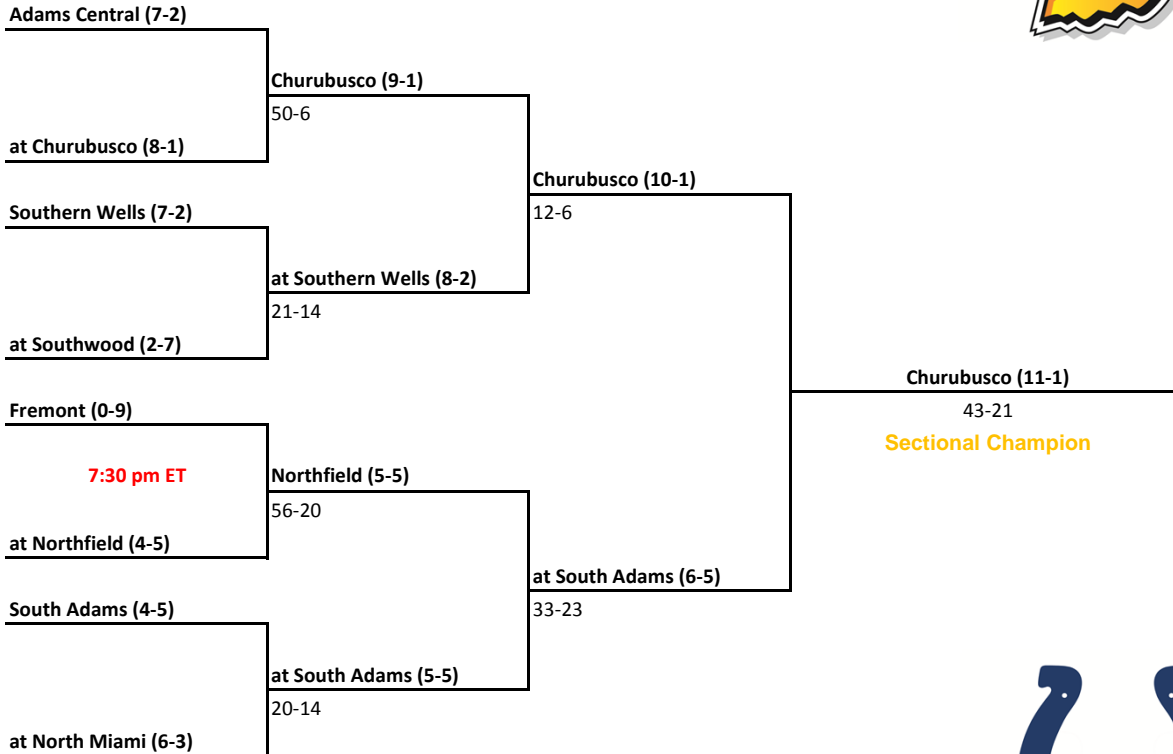 Adams Central (7-2)
Churubusco (9-1)
50-6
at Churubusco (8-1)
Churubusco (10-1)
12-6
Southern Wells (7-2)
at Southern Wells (8-2)
21-14
at Southwood (2-7)
Churubusco (11-1)
43-21
Sectional Champion
Fremont (0-9)
7:30 pm ET
Northfield (5-5)
56-20
at Northfield (4-5)
at South Adams (6-5)
33-23
South Adams (4-5)
at South Adams (5-5)
20-14
at North Miami (6-3)